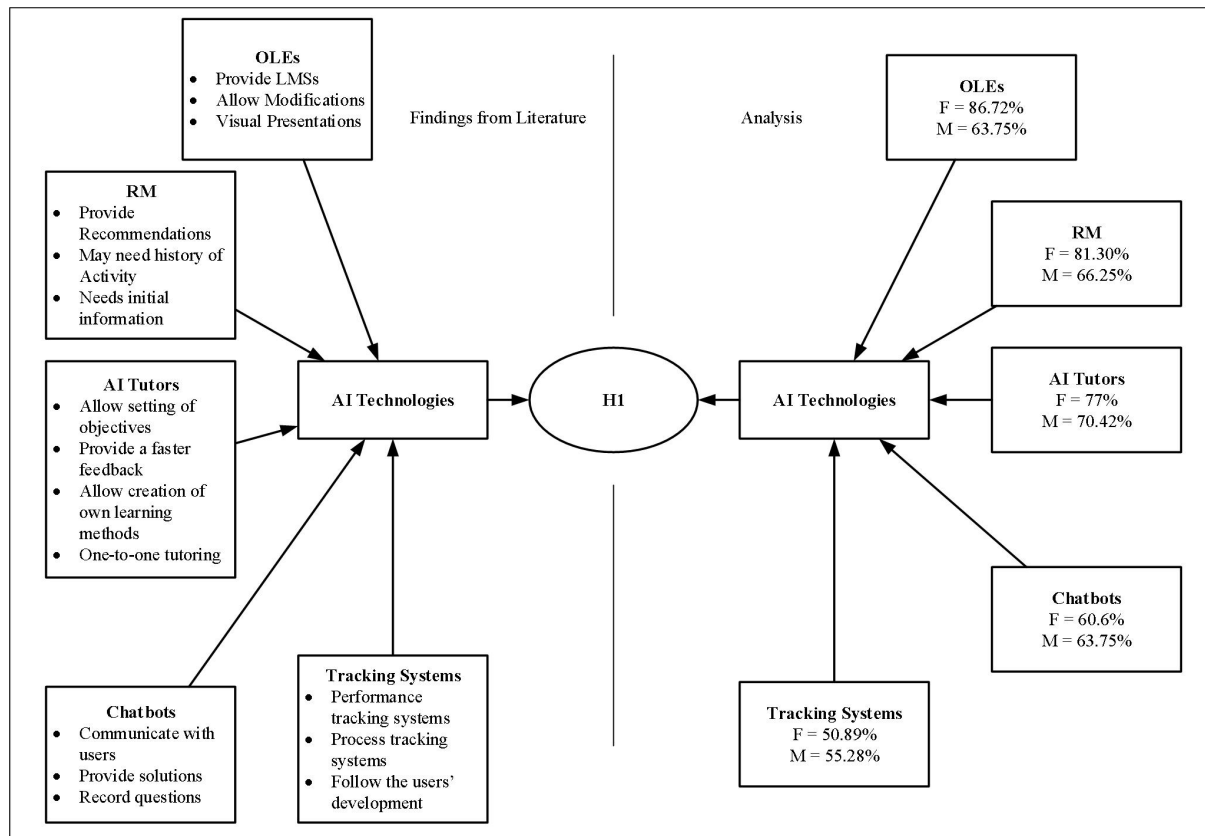 OLEs
• Provide LMSs
• Allow Modifications
• Visual Presentations
Findings from Literature
Analysis
OLEs
F = 86.72%
M = 63.75%
RM
• Provide
Recommendations
• May need history of
Activity
• Needs initial
information
RM
F = 81.30%
M = 66.25%
AI Tutors
• Allow setting of
objectives
• Provide a faster
feedback
• Allow creation of
own learning
methods
• One-to-one tutoring
AI Technologies
H1
AI Technologies
AI Tutors
F = 77%
M = 70.42%
Chatbots
• Communicate with
users
• Provide solutions
• Record questions
Tracking Systems
• Performance
tracking systems
• Process tracking
systems
• Follow the users’
development
Tracking Systems
F = 50.89%
M = 55.28%
Chatbots
F = 60.6%
M = 63.75%